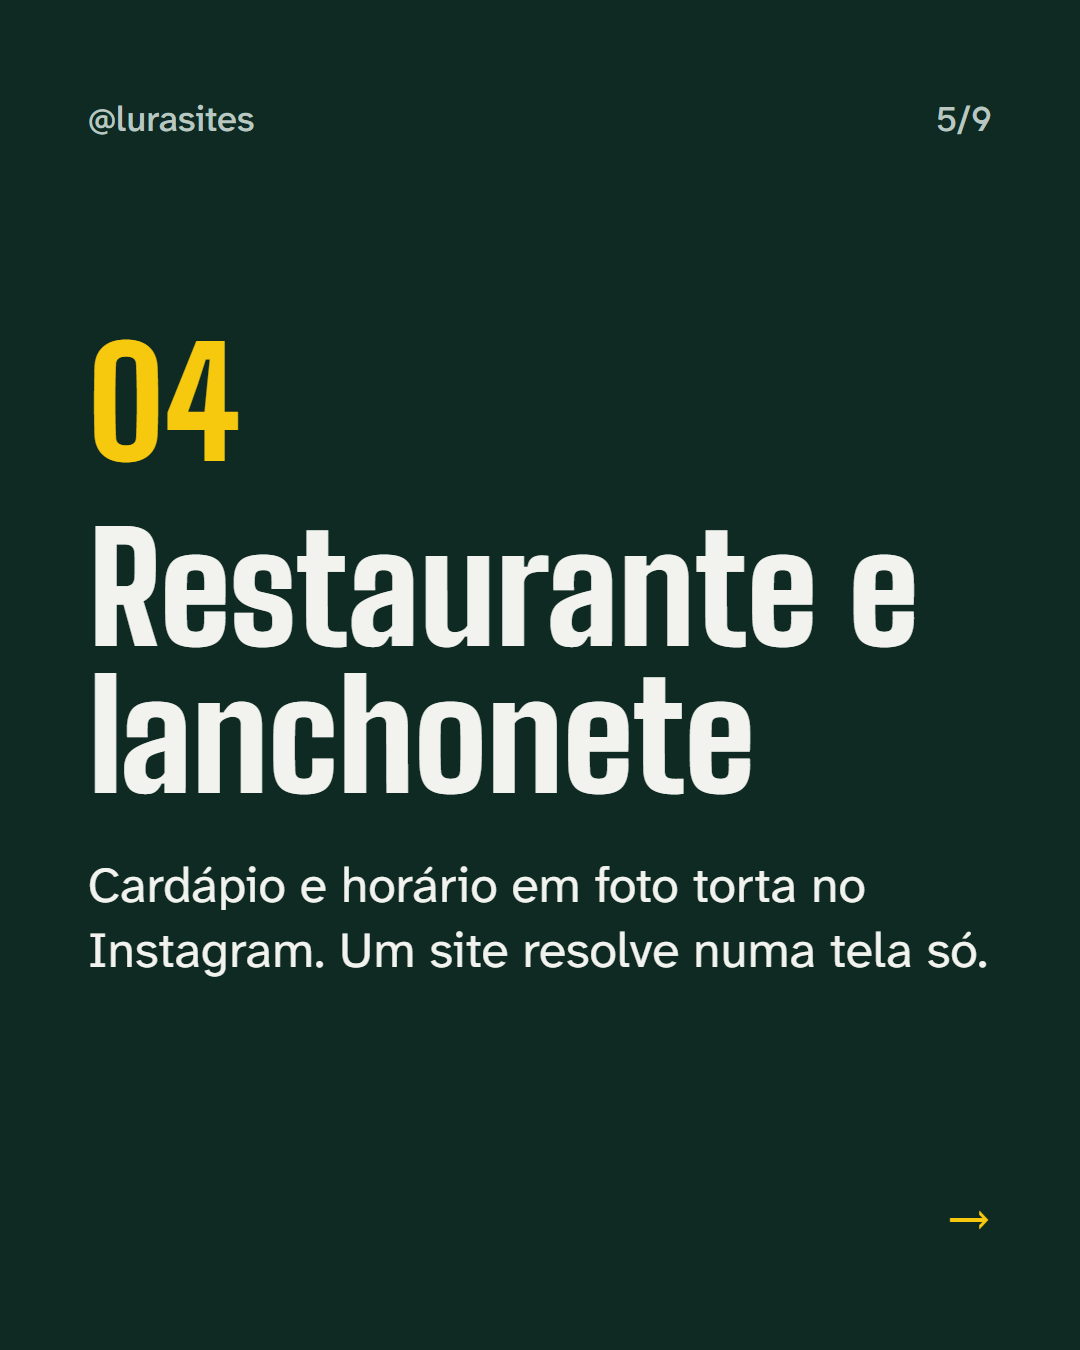 @lurasites
5/9
04
Restaurante e
lanchonete
Cardápio e horário em foto torta no
Instagram. Um site resolve numa tela só.
→